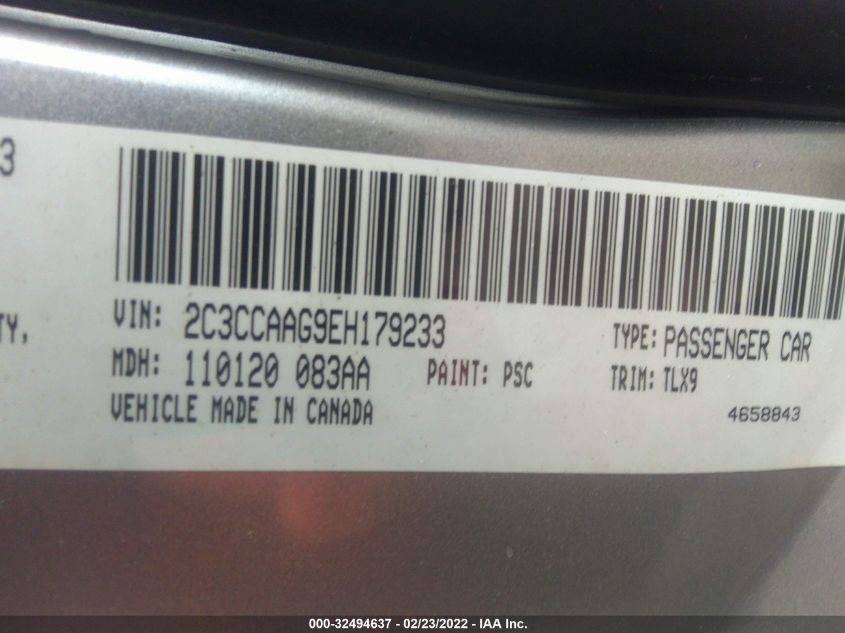 3
TY,
VIN: 2C3CCAAG9EH179233 TYPE: PASSENGER CAR
MDH: 110120 083AA PAINT: PSC TRIM: TLX9
VEHICLE MADE IN CANADA 4658843
000-32494637 - 02/23/2022 - IAA Inc.